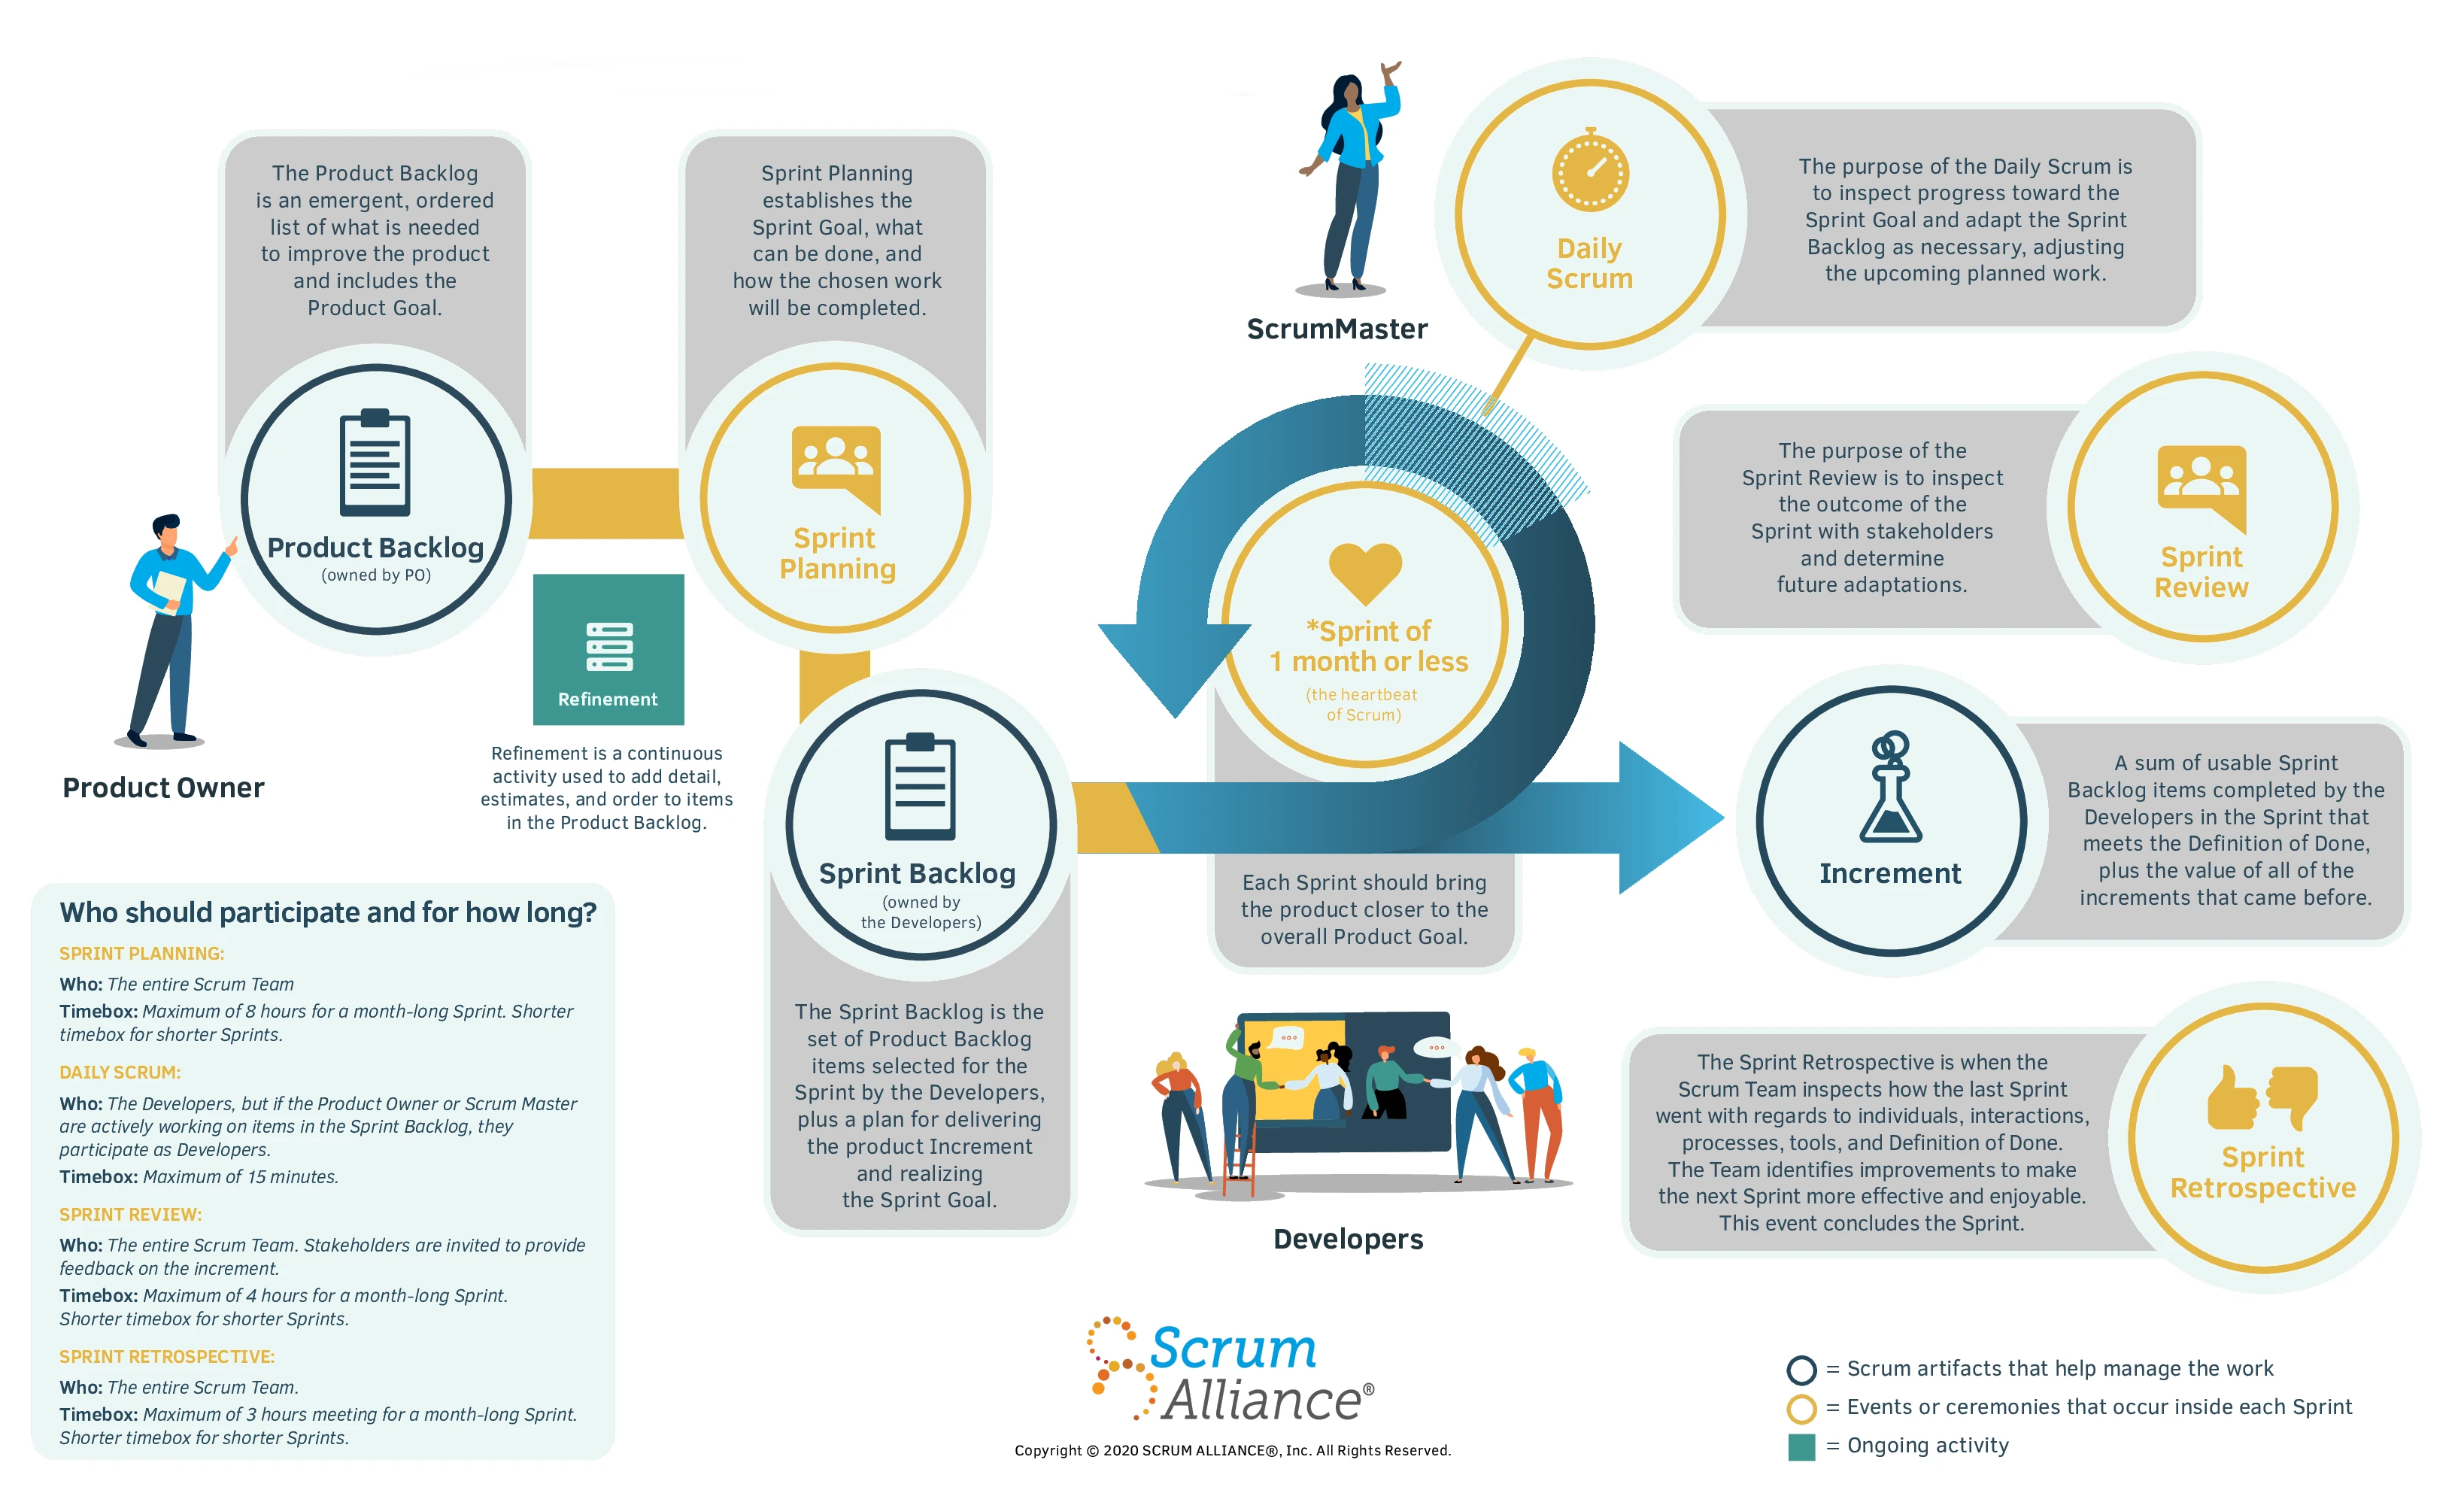 The Product Backlog
is an emergent, ordered
list of what is needed
to improve the product
and includes the
Product Goal.
Product Backlog
(owned by PO)
Product Owner
Sprint Planning
establishes the
Sprint Goal, what
can be done, and
how the chosen work
will be completed.
Sprint
Planning
Refinement
Refinement is a continuous
activity used to add detail,
estimates, and order to items
in the Product Backlog.
Sprint Backlog
(owned by
the Developers)
The Sprint Backlog is the
set of Product Backlog
items selected for the
Sprint by the Developers,
plus a plan for delivering
the product Increment
and realizing
the Sprint Goal.
ScrumMaster
Daily
Scrum
The purpose of the Daily Scrum is
to inspect progress toward the
Sprint Goal and adapt the Sprint
Backlog as necessary, adjusting
the upcoming planned work.
*Sprint of
1 month or less
(the heartbeat
of Scrum)
Each Sprint should bring
the product closer to the
overall Product Goal.
Developers
The purpose of the
Sprint Review is to inspect
the outcome of the
Sprint with stakeholders
and determine
future adaptations.
Sprint
Review
Increment
A sum of usable Sprint
Backlog items completed by the
Developers in the Sprint that
meets the Definition of Done,
plus the value of all of the
increments that came before.
The Sprint Retrospective is when the
Scrum Team inspects how the last Sprint
went with regards to individuals, interactions,
processes, tools, and Definition of Done.
The Team identifies improvements to make
the next Sprint more effective and enjoyable.
This event concludes the Sprint.
Sprint
Retrospective
Who should participate and for how long?
SPRINT PLANNING:
Who: The entire Scrum Team
Timebox: Maximum of 8 hours for a month-long Sprint. Shorter
timebox for shorter Sprints.
DAILY SCRUM:
Who: The Developers, but if the Product Owner or Scrum Master
are actively working on items in the Sprint Backlog, they
participate as Developers.
Timebox: Maximum of 15 minutes.
SPRINT REVIEW:
Who: The entire Scrum Team. Stakeholders are invited to provide
feedback on the increment.
Timebox: Maximum of 4 hours for a month-long Sprint.
Shorter timebox for shorter Sprints.
SPRINT RETROSPECTIVE:
Who: The entire Scrum Team.
Timebox: Maximum of 3 hours meeting for a month-long Sprint.
Shorter timebox for shorter Sprints.
Scrum
Alliance®
Copyright © 2020 SCRUM ALLIANCE®, Inc. All Rights Reserved.
= Scrum artifacts that help manage the work
= Events or ceremonies that occur inside each Sprint
= Ongoing activity